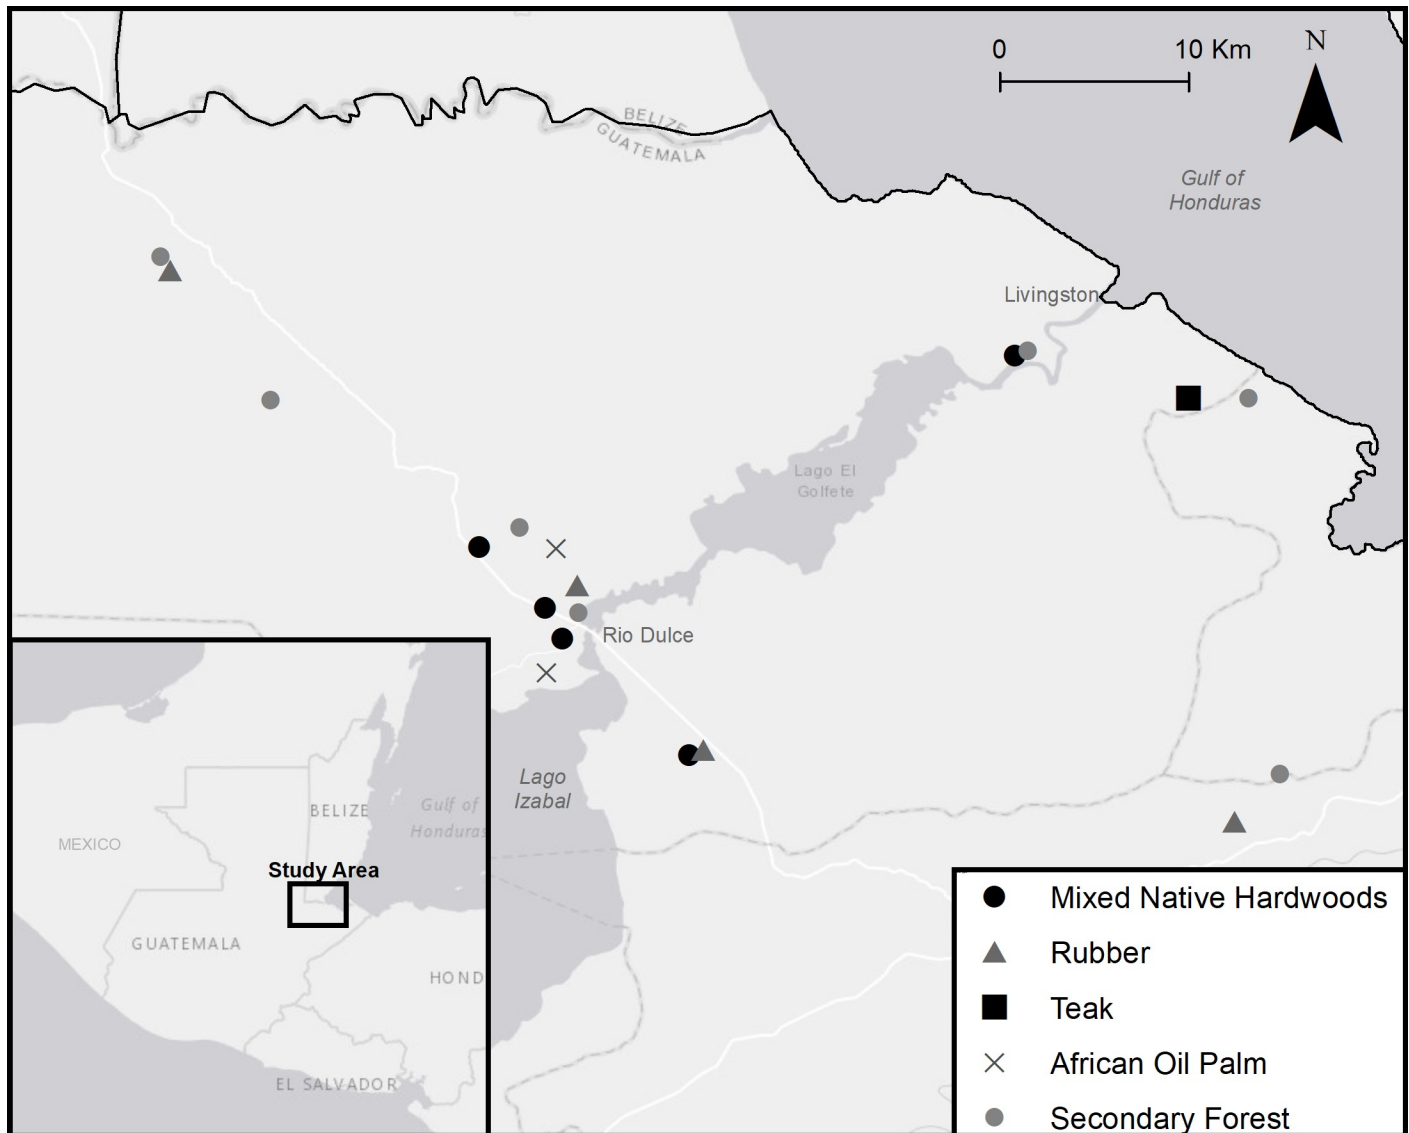 0 10 Km
N
BELIZE
GUATEMALA
Gulf of
Honduras
Livingston
Lago El
Golfete
Rio Dulce
Lago
Izabal
BELIZE
Gulf of
Honduras
MEXICO
Study Area
GUATEMALA
HOND
EL SALVADOR
Mixed Native Hardwoods
Rubber
Teak
African Oil Palm
Secondary Forest